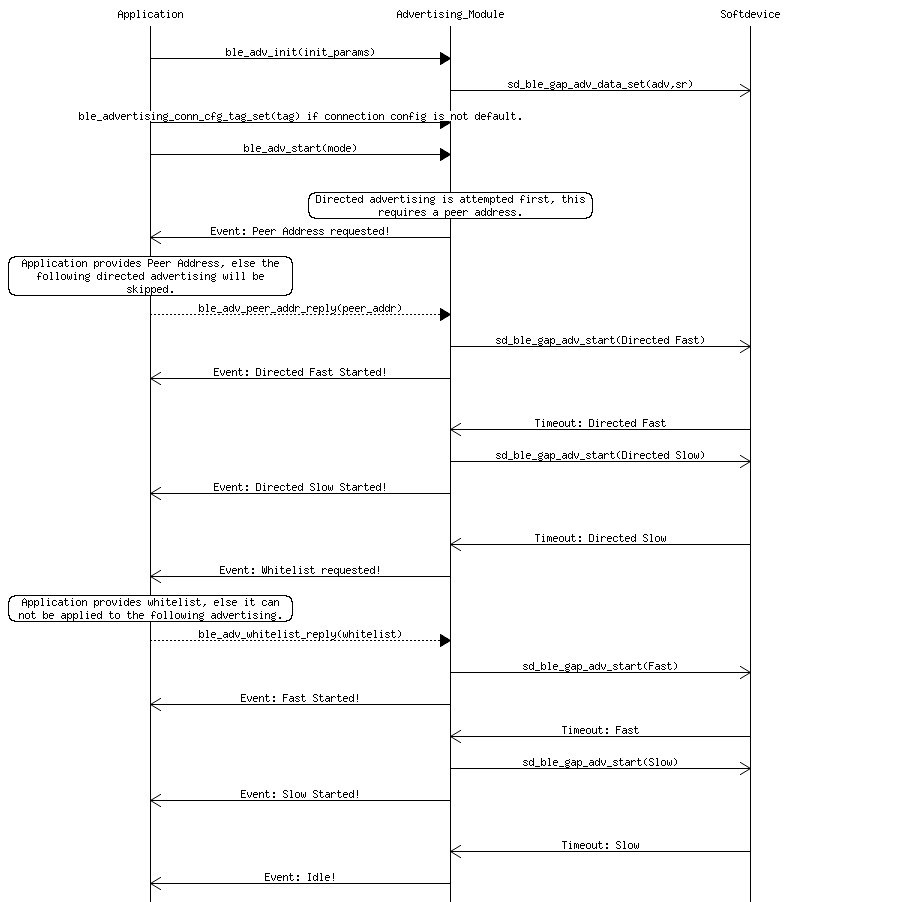 Application
Advertising_Module
Softdevice
ble_adv_init(init_params)
sd_ble_gap_adv_data_set(adv,sr)
ble_advertising_conn_cfg_tag_set(tag) if connection config is not default.
ble_adv_start(mode)
Directed advertising is attempted first, this
requires a peer address.
Event: Peer Address requested!
Application provides Peer Address, else the
following directed advertising will be
skipped.
ble_adv_peer_addr_reply(peer_addr)
sd_ble_gap_adv_start(Directed Fast)
Event: Directed Fast Started!
Timeout: Directed Fast
sd_ble_gap_adv_start(Directed Slow)
Event: Directed Slow Started!
Timeout: Directed Slow
Event: Whitelist requested!
Application provides whitelist, else it can
not be applied to the following advertising.
ble_adv_whitelist_reply(whitelist)
sd_ble_gap_adv_start(Fast)
Event: Fast Started!
Timeout: Fast
sd_ble_gap_adv_start(Slow)
Event: Slow Started!
Timeout: Slow
Event: Idle!